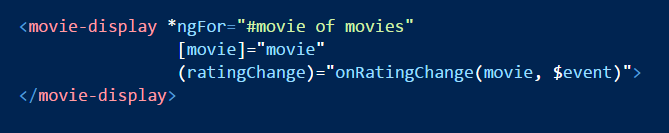 <movie-display *ngFor="#movie of movies"
[movie]="movie"
(ratingChange)="onRatingChange(movie, $event)">
</movie-display>